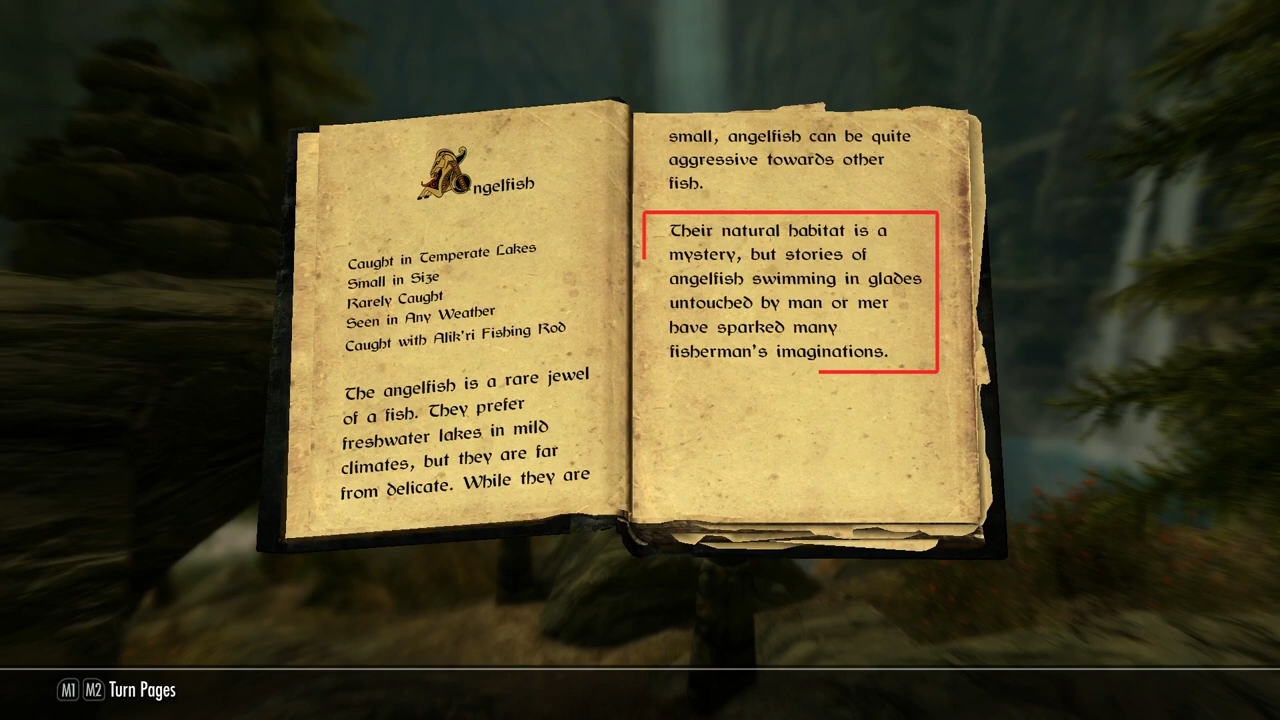 Angelfish
Caught in Temperate Lakes
Small in Size
Rarely Caught
Seen in Any Weather
Caught with Alik'ri Fishing Rod
The angelfish is a rare jewel
of a fish. They prefer
freshwater lakes in mild
climates, but they are far
from delicate. While they are
small, angelfish can be quite
aggressive towards other
fish.
Their natural habitat is a
mystery, but stories of
angelfish swimming in glades
untouched by man or mer
have sparked many
fisherman's imaginations.
M1 M2 Turn Pages